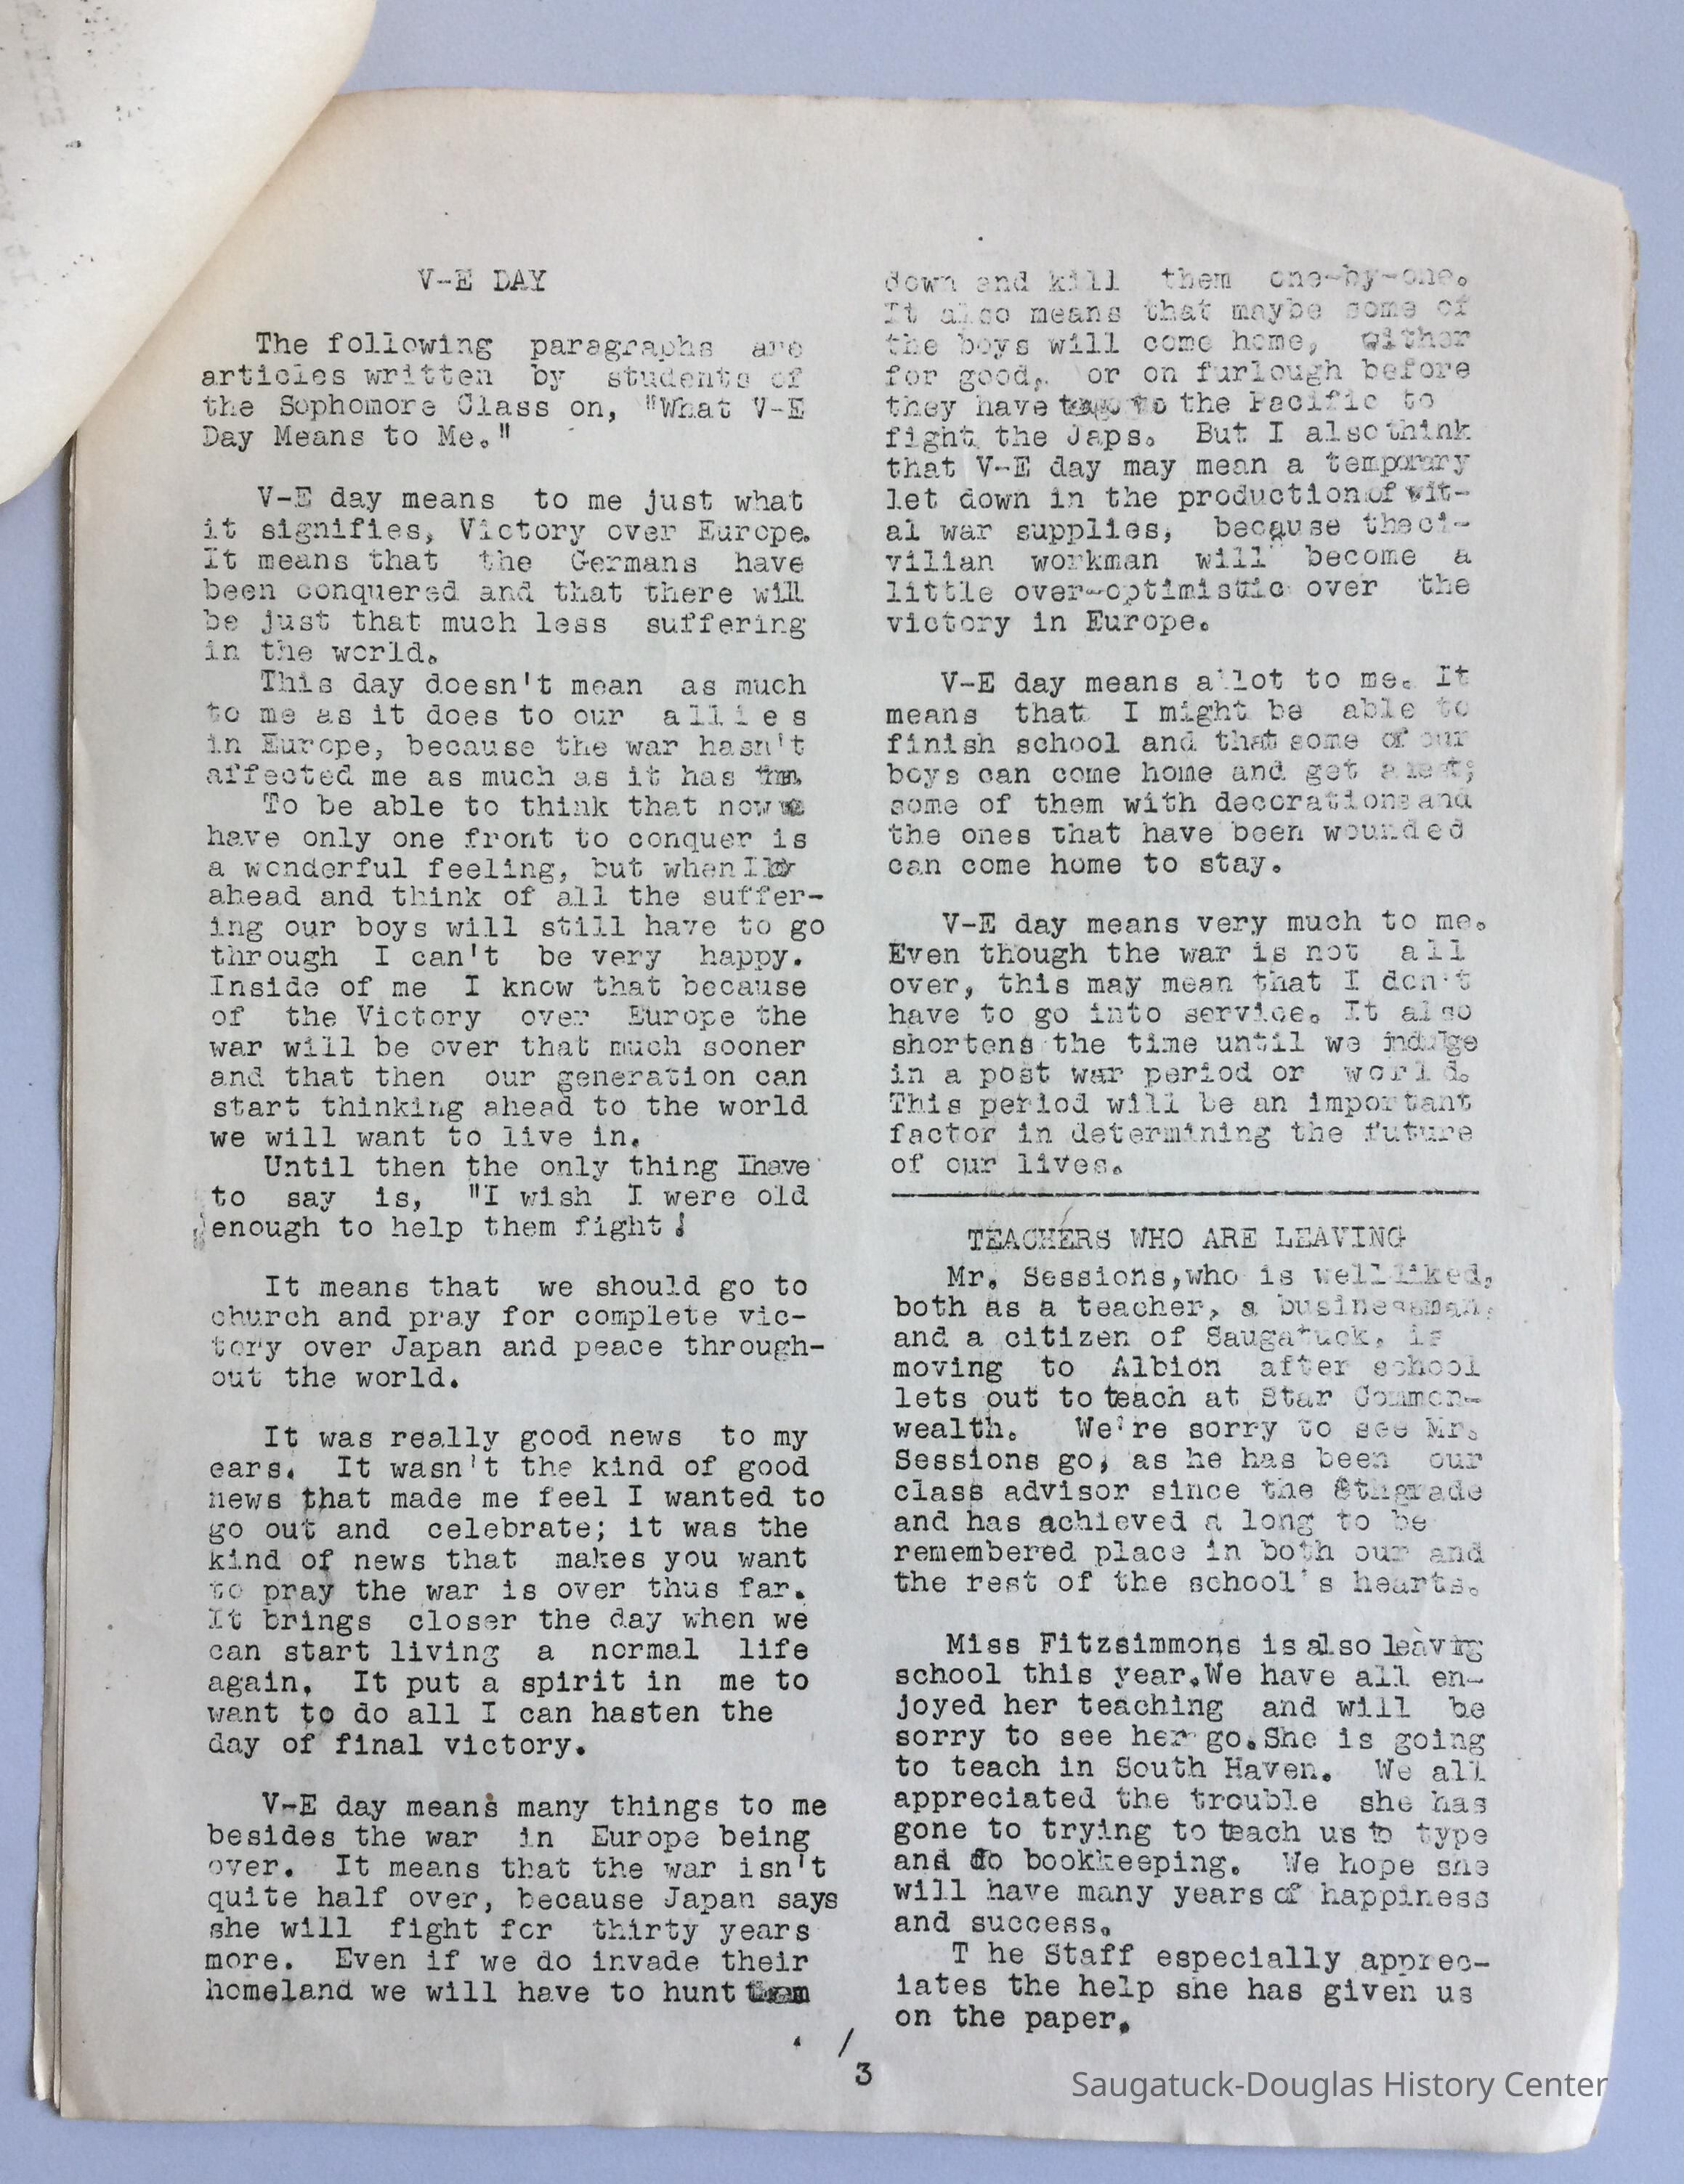 V-E DAY
The following paragraphs are
articles written by students of
the Sophomore Class on, "What V-E
Day Means to Me."
V-E day means to me just what
it signifies, Victory over Europe.
It means that the Germans have
been conquered and that there will
be just that much less suffering
in the world.
This day doesn't mean as much
to me as it does to our allies
in Europe, because the war hasn't
affected me as much as it has
To be able to think that now we
have only one front to conquer is
a wonderful feeling, but when I
ahead and think of all the suffer-
ing our boys will still have to go
through I can't be very happy.
Inside of me I know that because
of the Victory over Europe the
war will be over that much sooner
and that then our generation can
start thinking ahead to the world
we will want to live in.
Until then the only thing Ihave
to say is, "I wish I were old
enough to help them fight!
It means that we should go to
church and pray for complete vic-
tory over Japan and peace through-
out the world.
It was really good news to my
ears. It wasn't the kind of good
news that made me feel I wanted to
go out and celebrate; it was the
kind of news that makes you want
to pray the war is over thus far.
It brings closer the day when we
can start living a normal life
again. It put a spirit in me to
want to do all I can hasten the
day of final victory.
V-E day means many things to me
besides the war in Europe being
over. It means that the war isn't
quite half over, because Japan says
she will fight for thirty years
more. Even if we do invade their
homeland we will have to hunt them
down and kill them one-by-one.
It also means that maybe some of
the boys will come home, either
for good, or on furlough before
they have to go to the Pacific to
fight the Japs. But I also think
that V-E day may mean a temporary
let down in the production of vit-
al war supplies, because the ci-
vilian workman will become a
little over-optimistic over the
victory in Europe.
V-E day means a lot to me. It
means that I might be able to
finish school and that some of our
boys can come home and get a rest;
some of them with decorations and
the ones that have been wounded
can come home to stay.
V-E day means very much to me.
Even though the war is not all
over, this may mean that I don't
have to go into service. It also
shortens the time until we indulge
in a post war period or world.
This period will be an important
factor in determining the future
of our lives.
TEACHERS WHO ARE LEAVING
Mr. Sessions,who is well liked,
both as a teacher, a businessman,
and a citizen of Saugatuck, is
moving to Albion after school
lets out to teach at Star Common-
wealth. We're sorry to see Mr.
Sessions go, as he has been our
class advisor since the 8th grade
and has achieved a long to be
remembered place in both our and
the rest of the school's hearts.
Miss Fitzsimmons is also leavig
school this year.We have all en-
joyed her teaching and will be
sorry to see her go.She is going
to teach in South Haven. We all
appreciated the trouble she has
gone to trying to teach us to type
and do bookkeeping. We hope she
will have many years of happiness
and success.
T he Staff especially apprec-
iates the help she has given us
on the paper.
3
Saugatuck-Douglas History Center